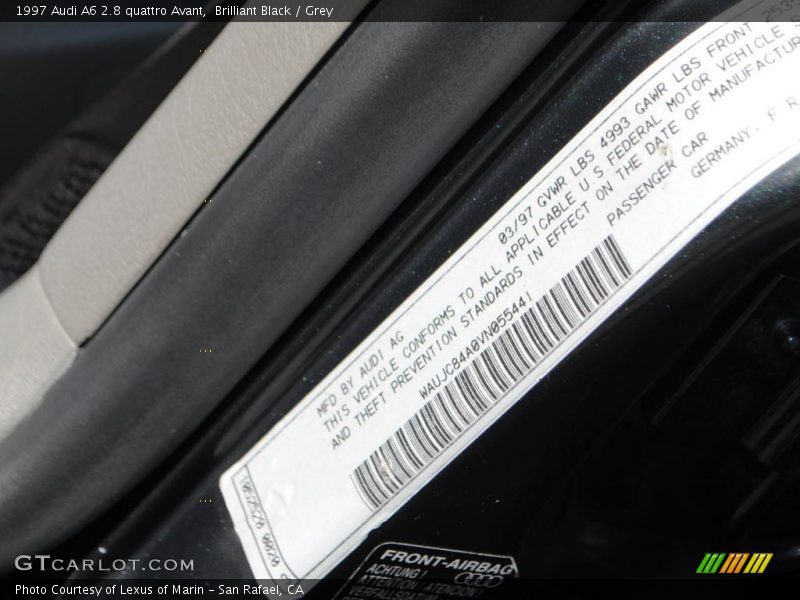 1997 Audi A6 2.8 quattro Avant, Brilliant Black / Grey
MFD BY AUDI AG 03/97 GVWR LBS 4993 GAWR LBS FRONT
THIS VEHICLE CONFORMS TO ALL APPLICABLE U.S. FEDERAL MOTOR VEHICLE
AND THEFT PREVENTION STANDARDS IN EFFECT ON THE DATE OF MANUFACTUR
WAUJC84A0VN055441 PASSENGER CAR
GERMANY. F R
FRONT-AIRBAG
ACHTUNG!
GTCARLOT.COM
Photo Courtesy of Lexus of Marin - San Rafael, CA